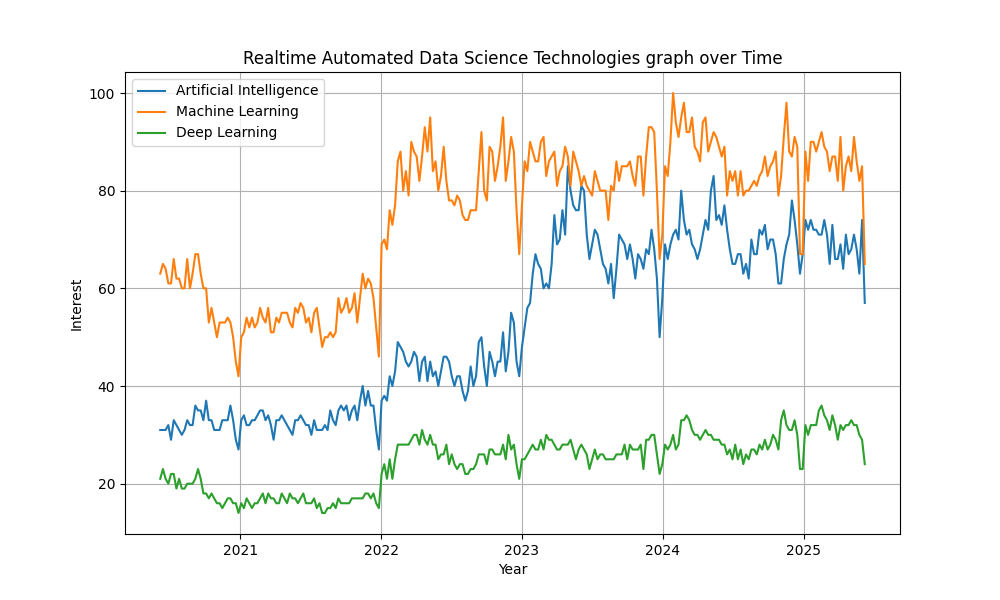 Realtime Automated Data Science Technologies graph over Time
Artificial Intelligence
Machine Learning
Deep Learning
100
80
60
40
20
Interest
2021 2022 2023 2024 2025
Year